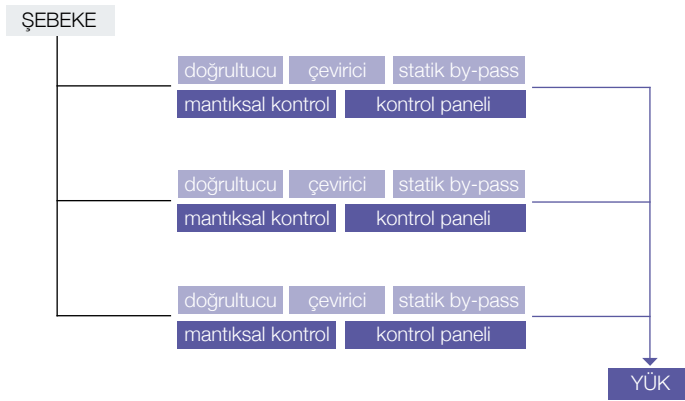 ŞEBEKE
doğrultucu çevirici statik by-pass
mantıksal kontrol kontrol paneli
doğrultucu çevirici statik by-pass
mantıksal kontrol kontrol paneli
doğrultucu çevirici statik by-pass
mantıksal kontrol kontrol paneli
YÜK